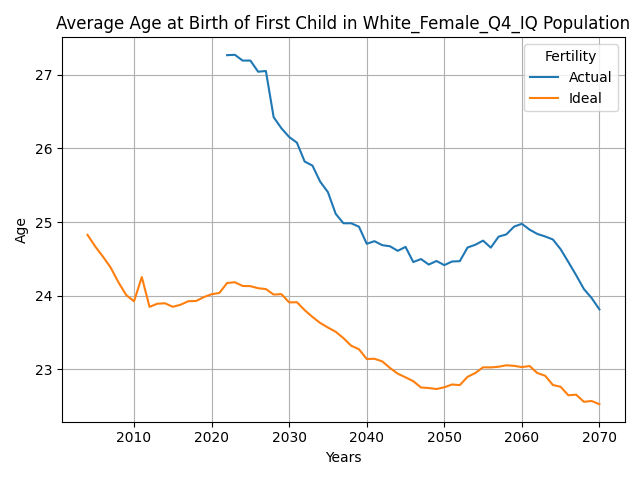 Average Age at Birth of First Child in White_Female_Q4_IQ Population
Fertility
Actual
Ideal
27
26
25
24
23
Age
2010 2020 2030 2040 2050 2060 2070
Years